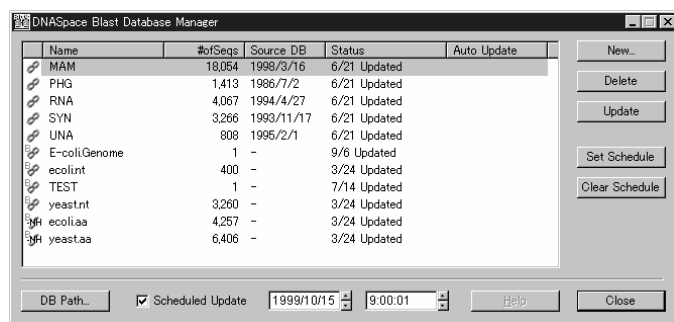 DNASpace Blast Database Manager
Name #ofSeqs Source DB Status Auto Update
MAM 18,054 1998/3/16 6/21 Updated
PHG 1,413 1986/7/2 6/21 Updated
RNA 4,067 1994/4/27 6/21 Updated
SYN 3,266 1993/11/17 6/21 Updated
UNA 808 1995/2/1 6/21 Updated
E-coli.Genome 1 - 9/6 Updated
ecoli.nt 400 - 3/24 Updated
TEST 1 - 7/14 Updated
yeast.nt 3,260 - 3/24 Updated
ecoli.aa 4,257 - 3/24 Updated
yeast.aa 6,406 - 3/24 Updated
New...
Delete
Update
Set Schedule
Clear Schedule
DB Path... Scheduled Update 1999/10/15 9:00:01 Help Close